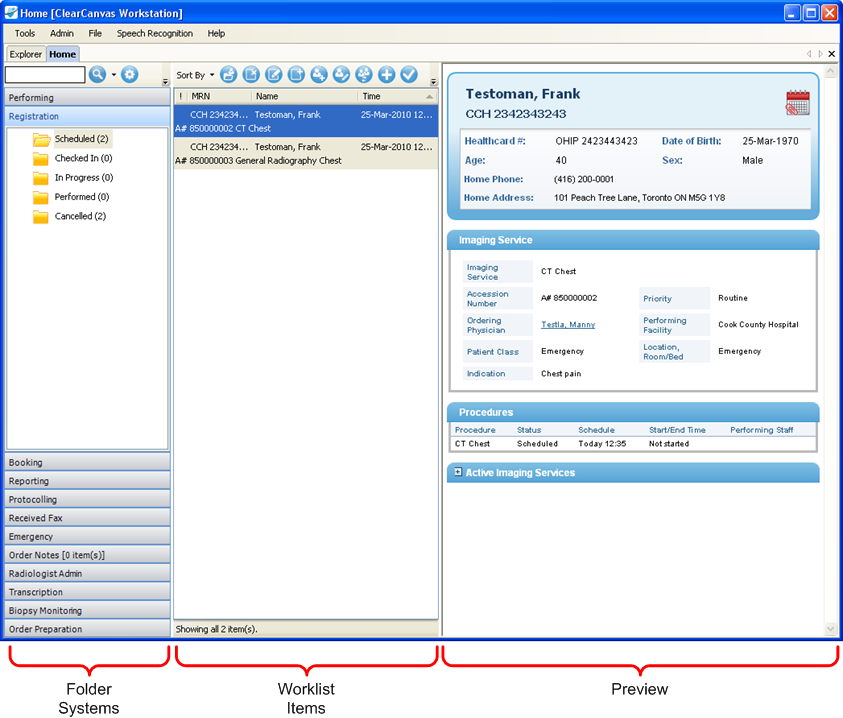 Home [ClearCanvas Workstation]
Tools Admin File Speech Recognition Help
Explorer Home
Performing
Registration
Scheduled (2)
Checked In (0)
In Progress (0)
Performed (0)
Cancelled (2)
Booking
Reporting
Protocolling
Received Fax
Emergency
Order Notes [0 item(s)]
Radiologist Admin
Transcription
Biopsy Monitoring
Order Preparation
Sort By
! MRN Name Time
CCH 234234... Testoman, Frank 25-Mar-2010 12...
A# 850000002 CT Chest
CCH 234234... Testoman, Frank 25-Mar-2010 12...
A# 850000003 General Radiography Chest
Showing all 2 item(s).
Testoman, Frank
CCH 2342343243
Healthcard #: OHIP 2423443423 Date of Birth: 25-Mar-1970
Age: 40 Sex: Male
Home Phone: (416) 200-0001
Home Address: 101 Peach Tree Lane, Toronto ON M5G 1Y8
Imaging Service
Imaging
Service CT Chest
Accession
Number A# 850000002 Priority Routine
Ordering
Physician Testla, Manny Performing
Facility Cook County Hospital
Patient Class Emergency Location,
Room/Bed Emergency
Indication Chest pain
Procedures
Procedure Status Schedule Start/End Time Performing Staff
CT Chest Scheduled Today 12:35 Not started
Active Imaging Services
Folder
Systems
Worklist
Items
Preview